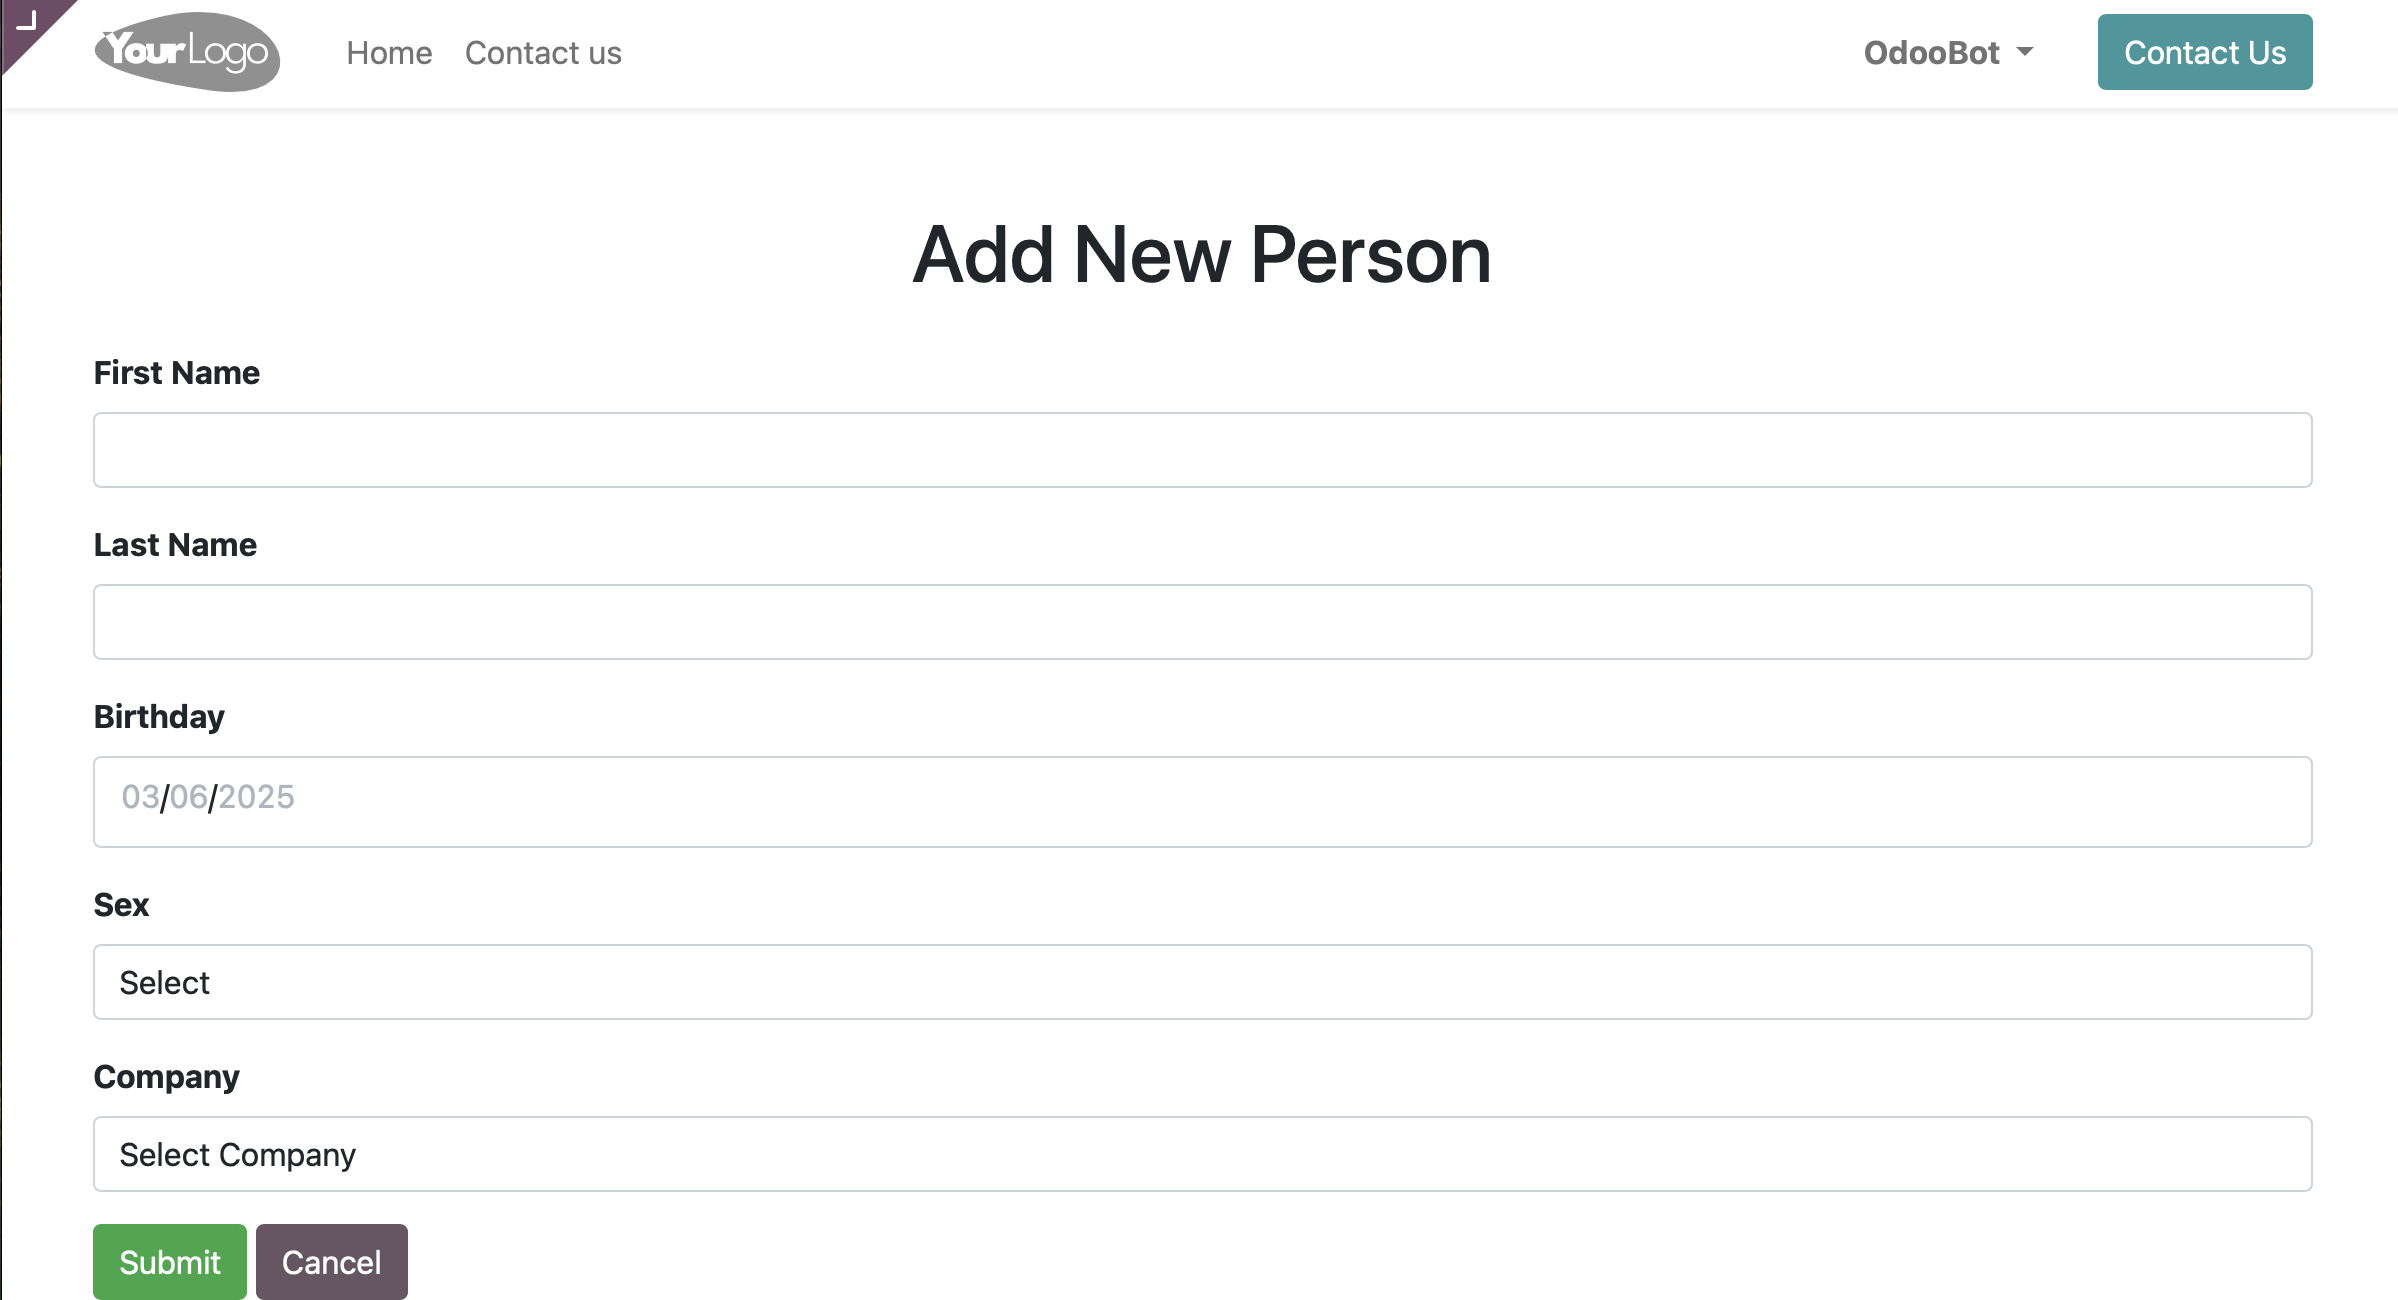 YourLogo Home Contact us OdooBot Contact Us
Add New Person
First Name
Last Name
Birthday
03/06/2025
Sex
Select
Company
Select Company
Submit Cancel